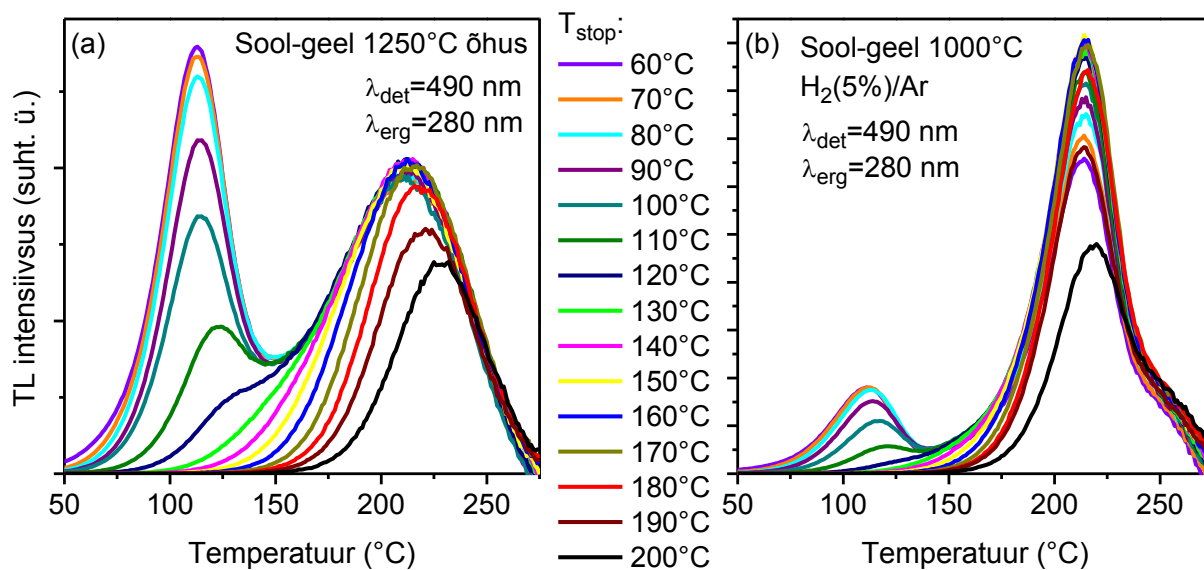 (a)
Sool-geel 1250°C õhus
λdet=490 nm
λerg=280 nm
TL intensiivsus (suht. ü.)
50 100 150 200 250
Temperatuur (°C)
Tstop:
60°C
70°C
80°C
90°C
100°C
110°C
120°C
130°C
140°C
150°C
160°C
170°C
180°C
190°C
200°C
(b)
Sool-geel 1000°C
H2(5%)/Ar
λdet=490 nm
λerg=280 nm
50 100 150 200 250
Temperatuur (°C)